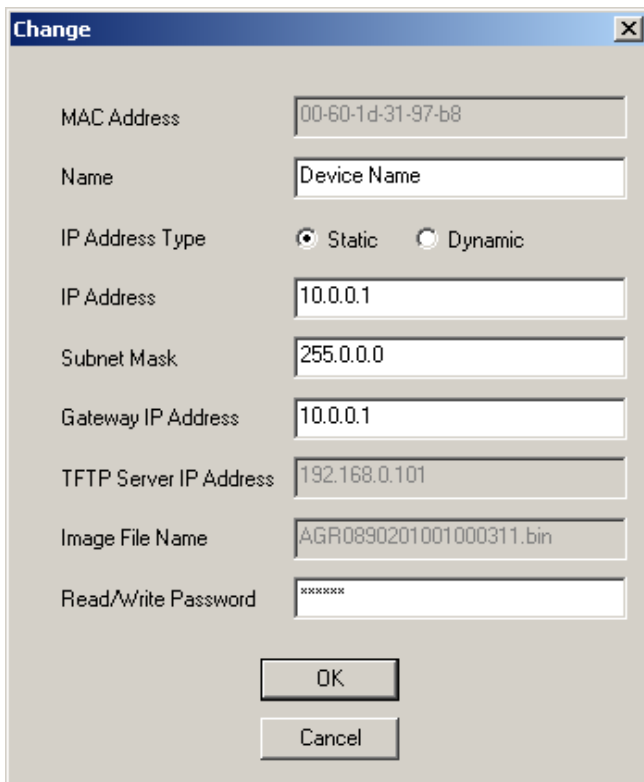 Change
MAC Address 00-60-1d-31-97-b8
Name Device Name
IP Address Type Static Dynamic
IP Address 10.0.0.1
Subnet Mask 255.0.0.0
Gateway IP Address 10.0.0.1
TFTP Server IP Address 192.168.0.101
Image File Name AGR0890201001000311.bin
Read/Write Password ******
OK
Cancel